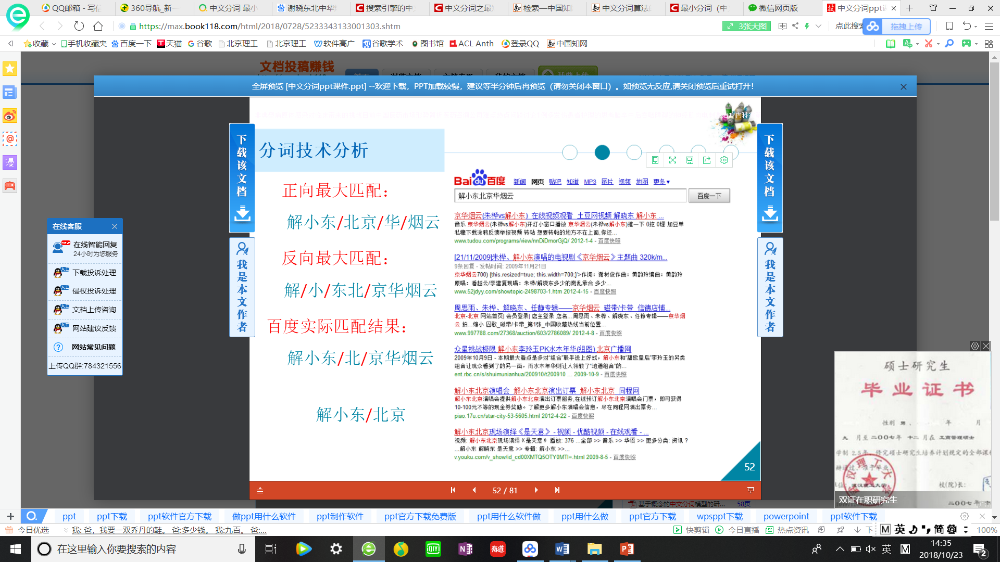 QQ邮箱 - 写信
360导航_新一
中文分词 最小
谢晓东北中华烟
搜索引擎的中文
中文分词之最短
检索—中国知
中文分词算法的
最小分词（中
微信网页版
中文分词ppt课
https://max.book118.com/html/2018/0728/5233343133001303.shtm
3张大图
点此搜索
拖拽上传
收藏
手机收藏夹
百度一下
天猫
谷歌
北京理工
北京理工
软件高广
谷歌学术
图书馆
ACL Anth
登录QQ
中国知网
文档投稿赚钱
全屏预览 [中文分词ppt课件.ppt] --欢迎下载，PPT加载较慢，建议等半分钟后再预览（请勿关闭本窗口）。如预览无反应,请关闭预览后重试打开!
下载该文档
我是本文作者
下载该文档
我是本文作者
分词技术分析
正向最大匹配：
解小东/北京/华/烟云
反向最大匹配：
解/小/东北/京华烟云
百度实际匹配结果：
解小东/北/京华烟云
解小东/北京
Bai du 百度
新闻 网页 贴吧 知道 MP3 图片 视频 地图 更多▼
解小东北京华烟云
百度一下
京华烟云(朱桦vs解小东)_在线视频观看_土豆网视频 解晓东 解小东 ...
音乐 京华烟云(朱桦vs解小东)开灯小窗口播放 京华烟云(朱桦vs解小东)推一下 0挖 0埋 加豆单
私藏下载涂鸦反馈举报视频 转帖 想要转帖的地方不在上面,你还...
www.tudou.com/programs/view/nnDiDmorGjQ/ 2012-1-4 - 百度快照
[21/11/2009]朱桦、解小东演唱的电视剧《京华烟云》主题曲 320k/m...
9条回复 - 发帖时间: 2009年11月21日
京华烟云700) {this.resized=true; this.width=700;}'>作词：谢材俊作曲：黄韵玲编曲：黄韵玲
原唱：潘越云/李建复现唱：朱桦/解晓东多少的离乱承合 多少...
www.52jdyy.com/showtopic-2498703-1.htm 2012-4-15 - 百度快照
周思雨、朱桦、解晓东、任静专辑——京华烟云_磁带/卡带_信德店铺...
北京-北京 网站首页| 会员登录| 店主登录 店名...周思雨、朱桦、解晓东、任静专辑——京华烟
云 拍...缩小 囚歌_磁带/卡带_第1张_中国收藏热线当前位置...
www.997788.com/27368/auction/603/2786089/ 2012-4-8 - 百度快照
众星挑战极限 解小东李玲玉PK水木年华(组图) 北京广播网
2009年10月9日 - 本期最大看点是多对“组合”联手送上好戏，解小东和“甜歌皇后”李玲玉的另类
组合让观众看到了的另一面，而水木年华则让人领教了“地道组合”的...
ent.rbc.cn/s/shuimunianhua/200910/t200910 ... 2009-10-9 - 百度快照
解小东北京演唱会_解小东北京演出订票_解小东北京_同程网
解小东北京演唱会提供解小东北京演出订票服务,在线预订解小东北京演唱会门票，即可获得
10-100元不等的现金券奖励。了解更多解小东演唱会信息，尽在同程网演出票务...
piao.17u.cn/star-city-53-5605.html 2012-4-22 - 百度快照
解小东北京现场演绎《是天意》 - 视频 - 优酷视频 - 在线观看 - ...
视频: 解小东北京现场演绎《是天意》 播放: 376 ...全部 >> 音乐 >> 华语 >> 更多分类: 资讯 ?
...解小东 解晓东 是天意 >> 专辑: 解小东 >>...
v.youku.com/v_show/id_cd00XMTQ5OTY0MTI=.html 2009-8-5 - 百度快照
52
52 / 81
在线客服
new
在线智能回复
24小时为您服务
下载投诉处理
侵权投诉处理
文档上传咨询
网站建议反馈
网站常见问题
上传QQ群:784321556
硕士研究生
毕业证书
双证在职研究生
基于概念的中文分词模型的研...
58页
ppt
ppt下载
ppt软件官方下载
做ppt用什么软件
ppt制作软件
ppt官方下载免费版
ppt用什么软件做
ppt用什么做
ppt官方下载
wpsppt下载
powerpoint
ppt软件下载
今日优选
我: 爸，我要一双乔丹的鞋。 爸:多少钱。 我:九百。 爸:...
快剪辑
今日直播
热点资讯
下
M 英 简
100%
在这里输入你要搜索的内容
英
M
14:35
2018/10/23
2